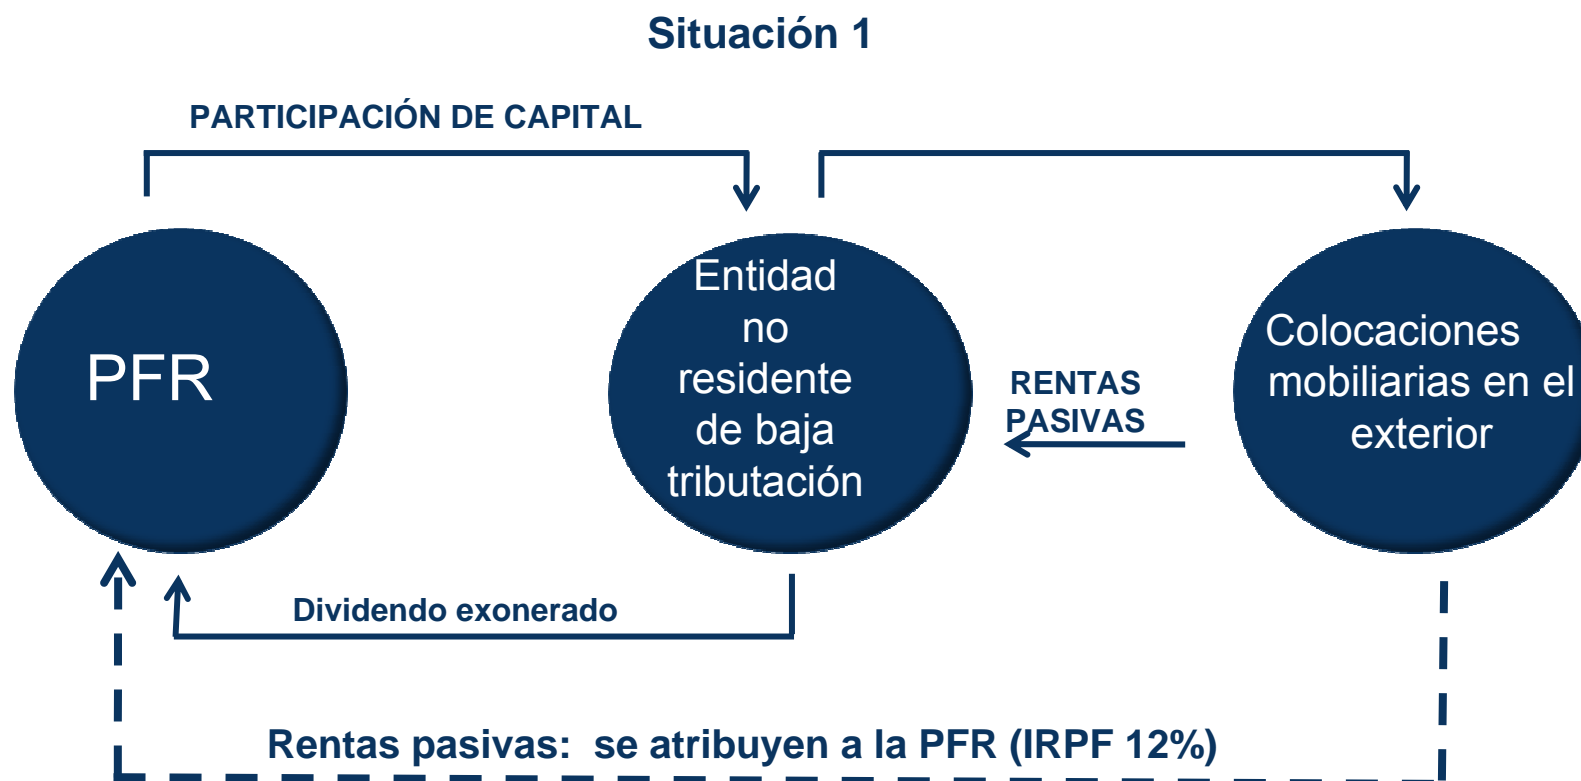 Situación 1
PARTICIPACIÓN DE CAPITAL
PFR
Entidad
no
residente
de baja
tributación
RENTAS
PASIVAS
Colocaciones
mobiliarias en el
exterior
Dividendo exonerado
Rentas pasivas: se atribuyen a la PFR (IRPF 12%)